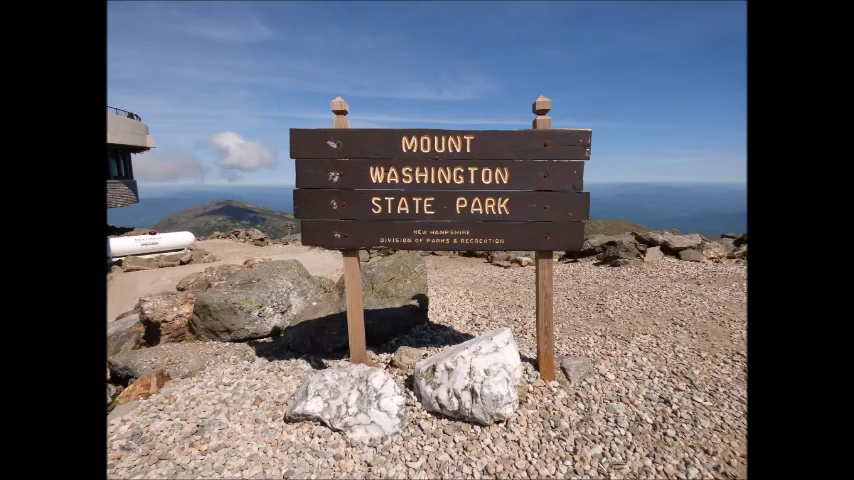 MOUNT
WASHINGTON
STATE PARK
NEW HAMPSHIRE
DIVISION OF PARKS & RECREATION